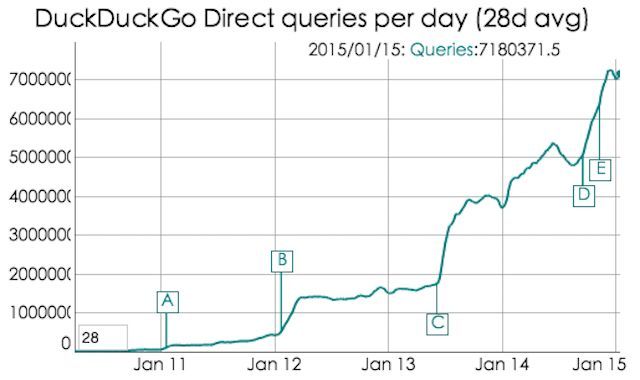 DuckDuckGo Direct queries per day (28d avg)
2015/01/15: Queries:7180371.5
7000000
6000000
5000000
4000000
3000000
2000000
1000000
0
28
A
B
C
D
E
Jan 11
Jan 12
Jan 13
Jan 14
Jan 15